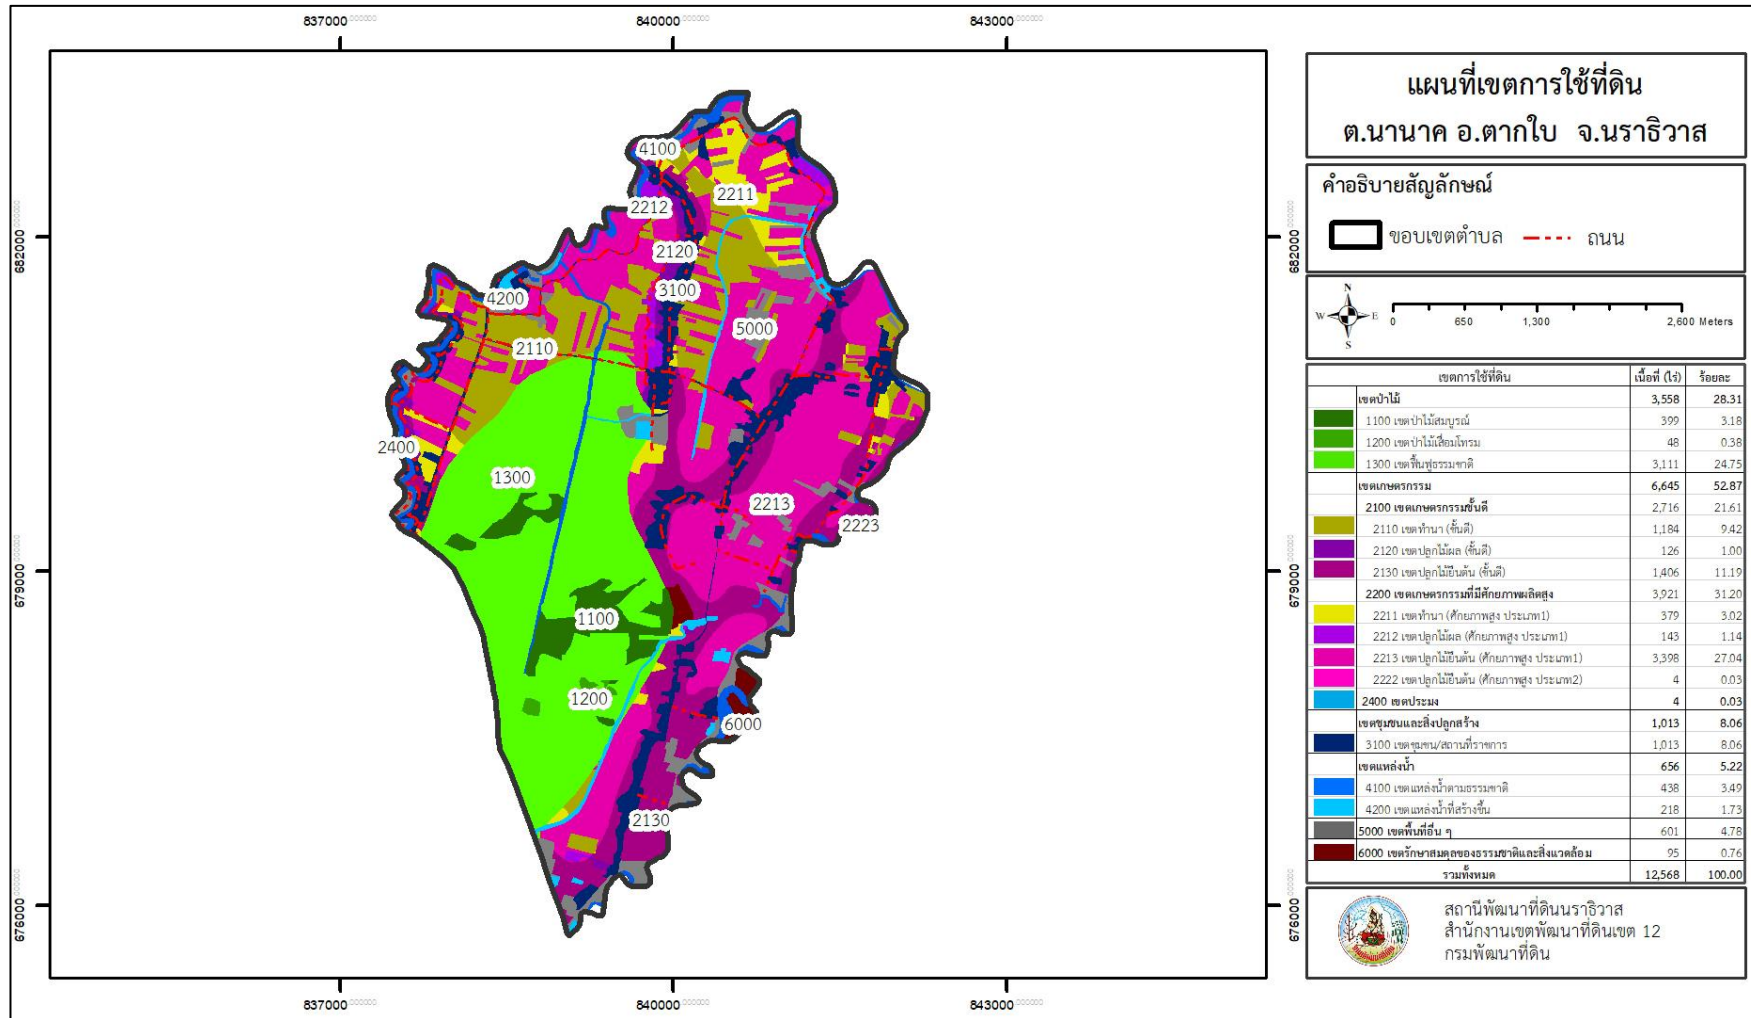 837000.000000
840000.000000
843000.000000
แผนที่เขตการใช้ที่ดิน
ต.นานาค อ.ตากใบ จ.นราธิวาส
คำอธิบายสัญลักษณ์
ขอบเขตตำบล
ถนน
N
W
E
S
0 650 1,300 2,600 Meters
เขตการใช้ที่ดิน เนื้อที่ (ไร่) ร้อยละ
เขตป่าไม้ 3,558 28.31
1100 เขตป่าไม้สมบูรณ์ 399 3.18
1200 เขตป่าไม้เสื่อมโทรม 48 0.38
1300 เขตฟื้นฟูธรรมชาติ 3,111 24.75
เขตเกษตรกรรม 6,645 52.87
2100 เขตเกษตรกรรมชั้นดี 2,716 21.61
2110 เขตทำนา (ชั้นดี) 1,184 9.42
2120 เขตปลูกไม้ผล (ชั้นดี) 126 1.00
2130 เขตปลูกไม้ยืนต้น (ชั้นดี) 1,406 11.19
2200 เขตเกษตรกรรมที่มีศักยภาพผลิตสูง 3,921 31.20
2211 เขตทำนา (ศักยภาพสูง ประเภท1) 379 3.02
2212 เขตปลูกไม้ผล (ศักยภาพสูง ประเภท1) 143 1.14
2213 เขตปลูกไม้ยืนต้น (ศักยภาพสูง ประเภท1) 3,398 27.04
2222 เขตปลูกไม้ยืนต้น (ศักยภาพสูง ประเภท2) 4 0.03
2400 เขตประมง 4 0.03
เขตชุมชนและสิ่งปลูกสร้าง 1,013 8.06
3100 เขตชุมชน/สถานที่ราชการ 1,013 8.06
เขตแหล่งน้ำ 656 5.22
4100 เขตแหล่งน้ำตามธรรมชาติ 438 3.49
4200 เขตแหล่งน้ำที่สร้างขึ้น 218 1.73
5000 เขตพื้นที่อื่น ๆ 601 4.78
6000 เขตรักษาสมดุลของธรรมชาติและสิ่งแวดล้อม 95 0.76
รวมทั้งหมด 12,568 100.00
สถานีพัฒนาที่ดินนราธิวาส
สำนักงานเขตพัฒนาที่ดินเขต 12
กรมพัฒนาที่ดิน
4100
2211
2212
2120
3100
4200
5000
2110
2400
1300
2213
2223
1100
1200
6000
2130
682000.000000
679000.000000
676000.000000
682000.000000
679000.000000
676000.000000
837000.000000
840000.000000
843000.000000